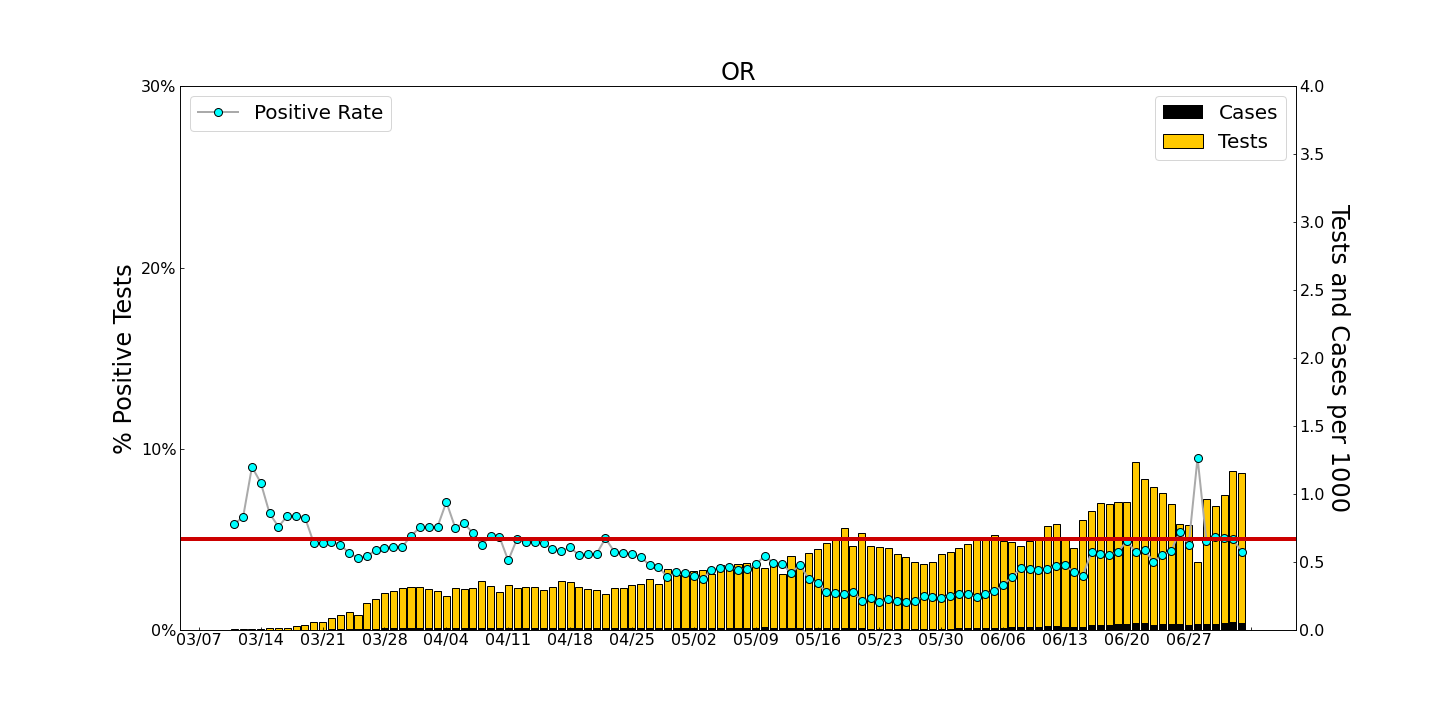 OR
Positive Rate
Cases
Tests
30%
20%
10%
0%
% Positive Tests
4.0
3.5
3.0
2.5
2.0
1.5
1.0
0.5
0.0
Tests and Cases per 1000
03/07 03/14 03/21 03/28 04/04 04/11 04/18 04/25 05/02 05/09 05/16 05/23 05/30 06/06 06/13 06/20 06/27